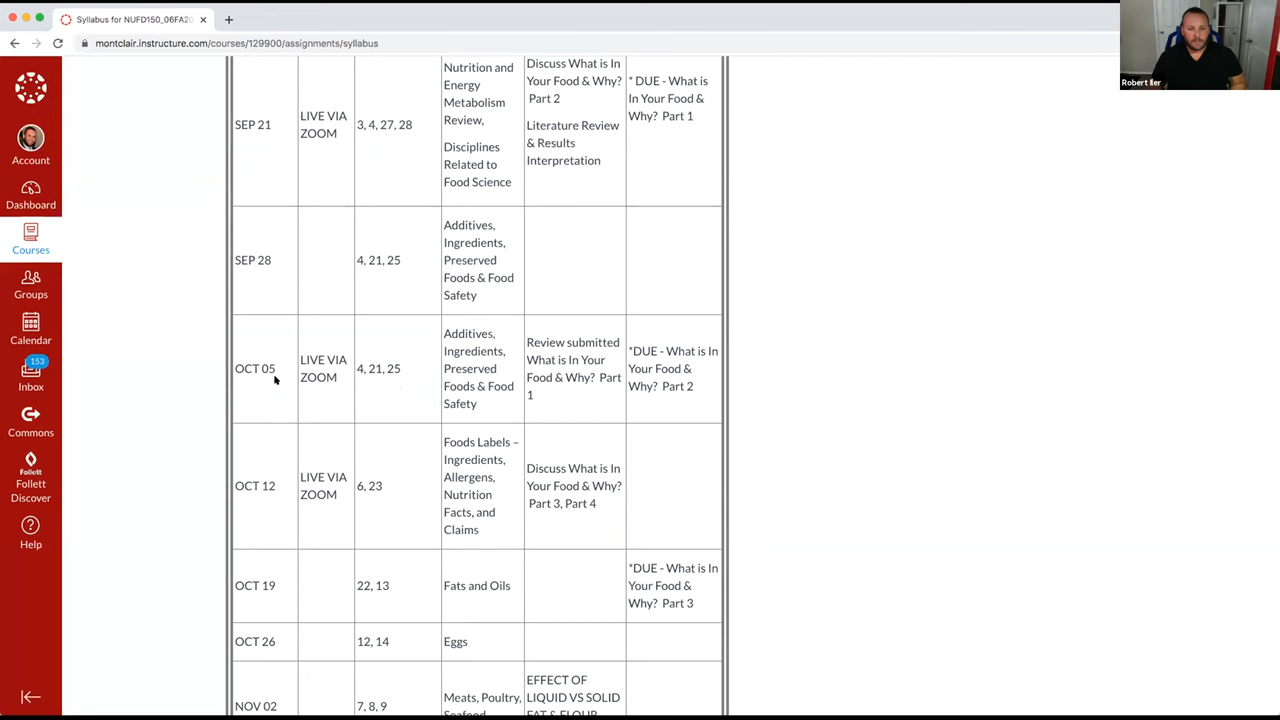 Syllabus for NUFD150_06FA20
montclair.instructure.com/courses/129900/assignments/syllabus
Account
Dashboard
Courses
Groups
Calendar
153
Inbox
Commons
Follett
Follett
Discover
Help
SEP 21
LIVE VIA
ZOOM
3, 4, 27, 28
Nutrition and
Energy
Metabolism
Review,
Disciplines
Related to
Food Science
Discuss What is In
Your Food & Why?
Part 2
Literature Review
& Results
Interpretation
* DUE - What is
In Your Food &
Why? Part 1
SEP 28
4, 21, 25
Additives,
Ingredients,
Preserved
Foods & Food
Safety
OCT 05
LIVE VIA
ZOOM
4, 21, 25
Additives,
Ingredients,
Preserved
Foods & Food
Safety
Review submitted
What is In Your
Food & Why? Part
1
*DUE - What is In
Your Food &
Why? Part 2
OCT 12
LIVE VIA
ZOOM
6, 23
Foods Labels –
Ingredients,
Allergens,
Nutrition
Facts, and
Claims
Discuss What is In
Your Food & Why?
Part 3, Part 4
OCT 19
22, 13
Fats and Oils
*DUE - What is In
Your Food &
Why? Part 3
OCT 26
12, 14
Eggs
NOV 02
7, 8, 9
Meats, Poultry,
Seafood
EFFECT OF
LIQUID VS SOLID
FAT & FLOUR
Robert